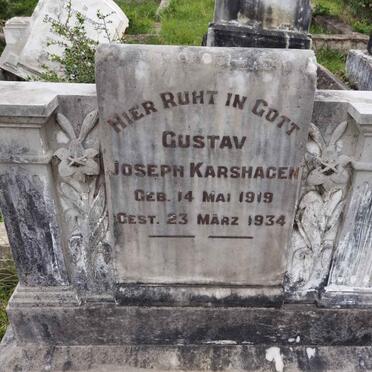 HIER RUHT IN GOTT
GUSTAV
JOSEPH KARSHAGEN
GEB. 14 MAI 1919
GEST. 23 MÄRZ 1934